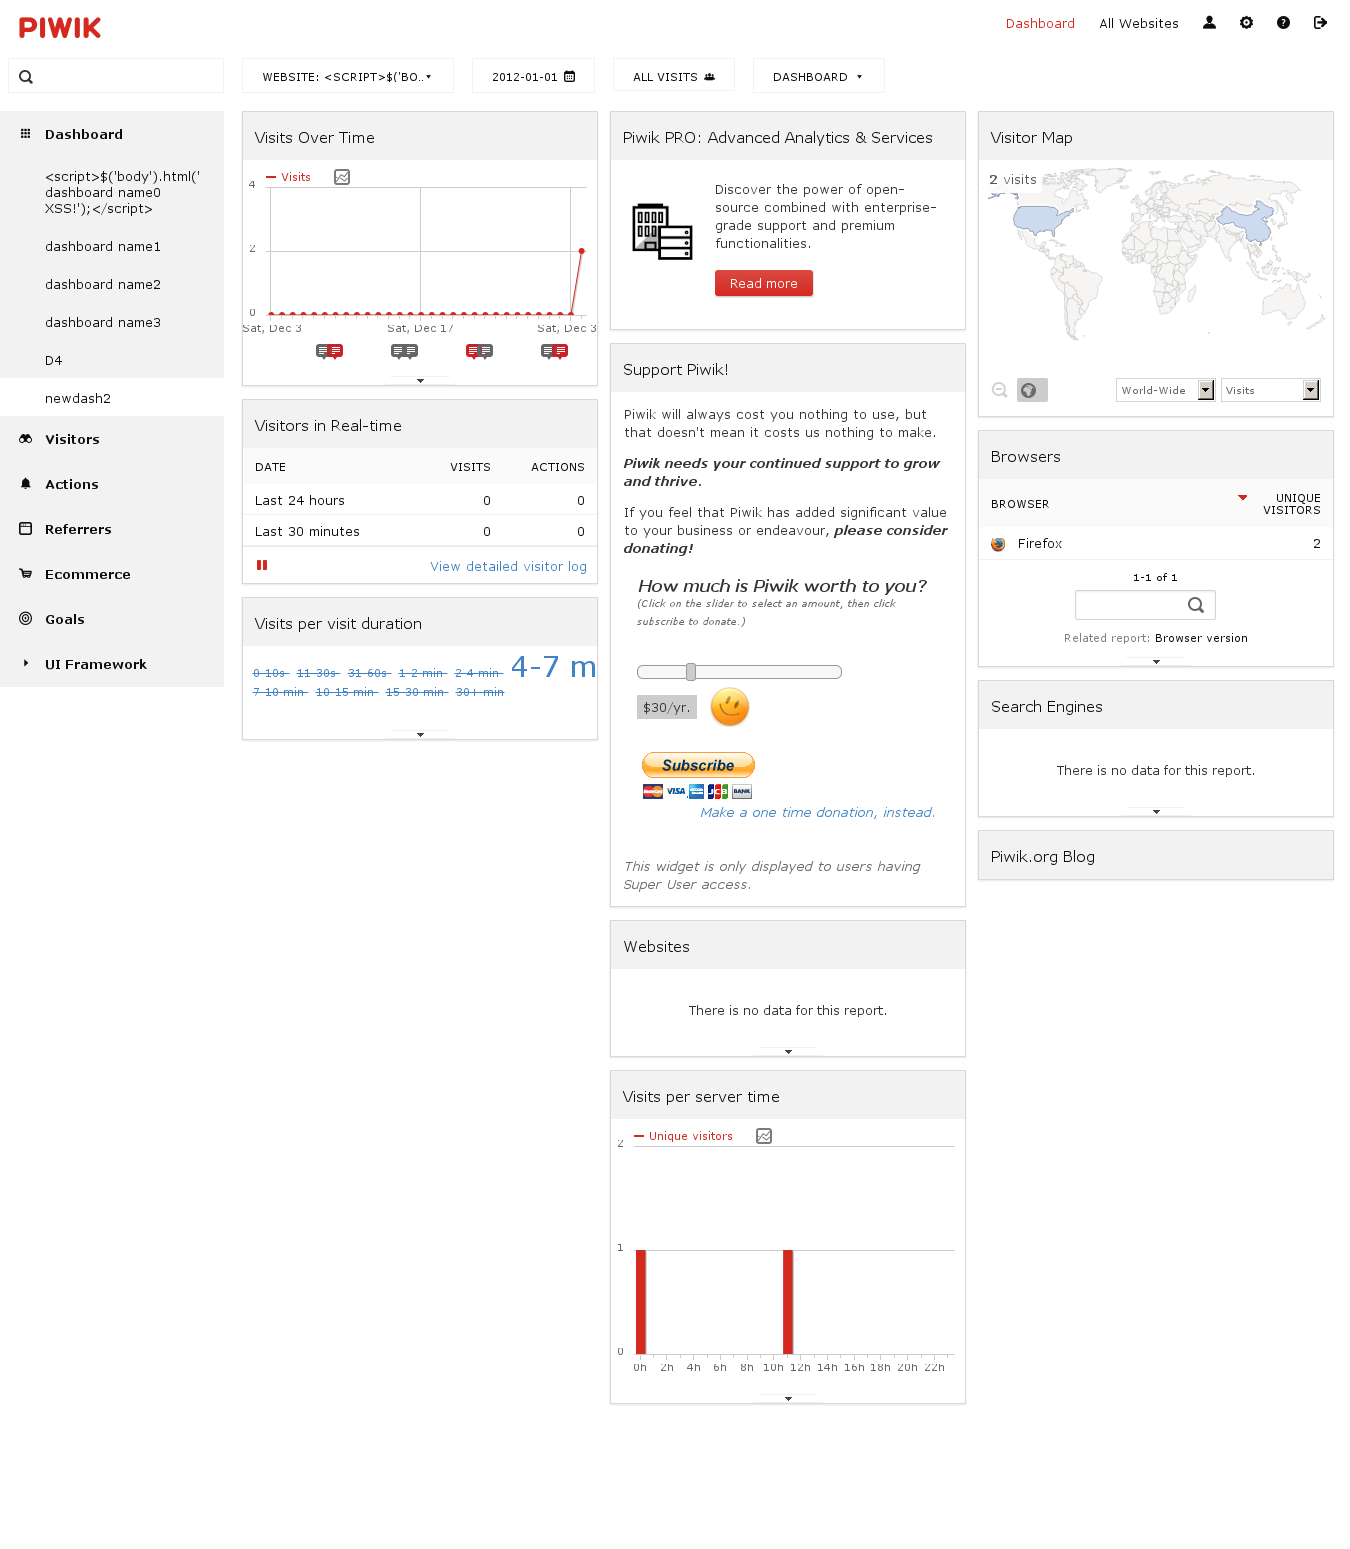 PIWIK
Dashboard
All Websites
WEBSITE: <SCRIPT>$('BO..
2012-01-01
ALL VISITS
DASHBOARD
Dashboard
<script>$('body').html('
dashboard name0
XSS!');</script>
dashboard name1
dashboard name2
dashboard name3
D4
newdash2
Visitors
Actions
Referrers
Ecommerce
Goals
UI Framework
Visits Over Time
Visits
4
2
0
Sat, Dec 3
Sat, Dec 17
Sat, Dec 3
Visitors in Real-time
DATE VISITS ACTIONS
Last 24 hours 0 0
Last 30 minutes 0 0
View detailed visitor log
Visits per visit duration
0-10s 11-30s 31-60s 1-2 min 2-4 min 4-7 m
7-10 min 10-15 min 15-30 min 30+ min
Piwik PRO: Advanced Analytics & Services
Discover the power of open-
source combined with enterprise-
grade support and premium
functionalities.
Read more
Support Piwik!
Piwik will always cost you nothing to use, but
that doesn't mean it costs us nothing to make.
Piwik needs your continued support to grow
and thrive.
If you feel that Piwik has added significant value
to your business or endeavour, please consider
donating!
How much is Piwik worth to you?
(Click on the slider to select an amount, then click
subscribe to donate.)
$30/yr.
Subscribe
VISA
JCB
BANK
Make a one time donation, instead.
This widget is only displayed to users having
Super User access.
Websites
There is no data for this report.
Visits per server time
Unique visitors
2
1
0
0h 2h 4h 6h 8h 10h 12h 14h 16h 18h 20h 22h
Visitor Map
2 visits
World-Wide
Visits
Browsers
BROWSER
UNIQUE
VISITORS
Firefox 2
1-1 of 1
Related report: Browser version
Search Engines
There is no data for this report.
Piwik.org Blog